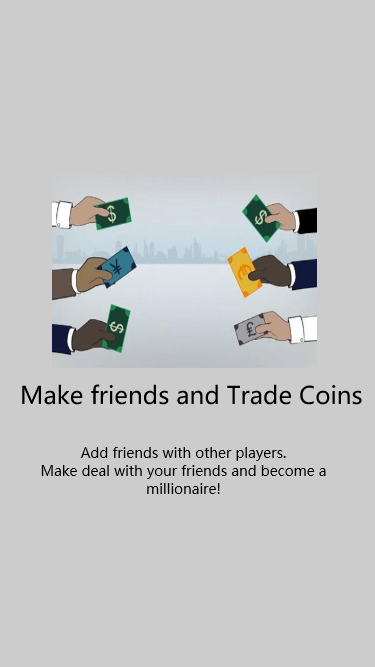 $
$
¥
€
$
Make friends and Trade Coins
Add friends with other players.
Make deal with your friends and become a
millionaire!